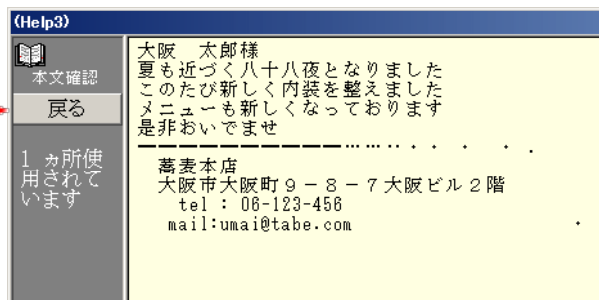 (Help3)
本文確認
戻る
1 ヵ所使
用されて
います
大阪　太郎様
夏も近づく八十八夜となりました
このたび新しく内装を整えました
メニューも新しくなっております
是非おいでませ
━━━━━━━━━━━━━━━…‥‥．．．．．
蕎麦本店
大阪市大阪町９－８－７大阪ビル２階
tel : 06-123-456
mail:umai@tabe.com